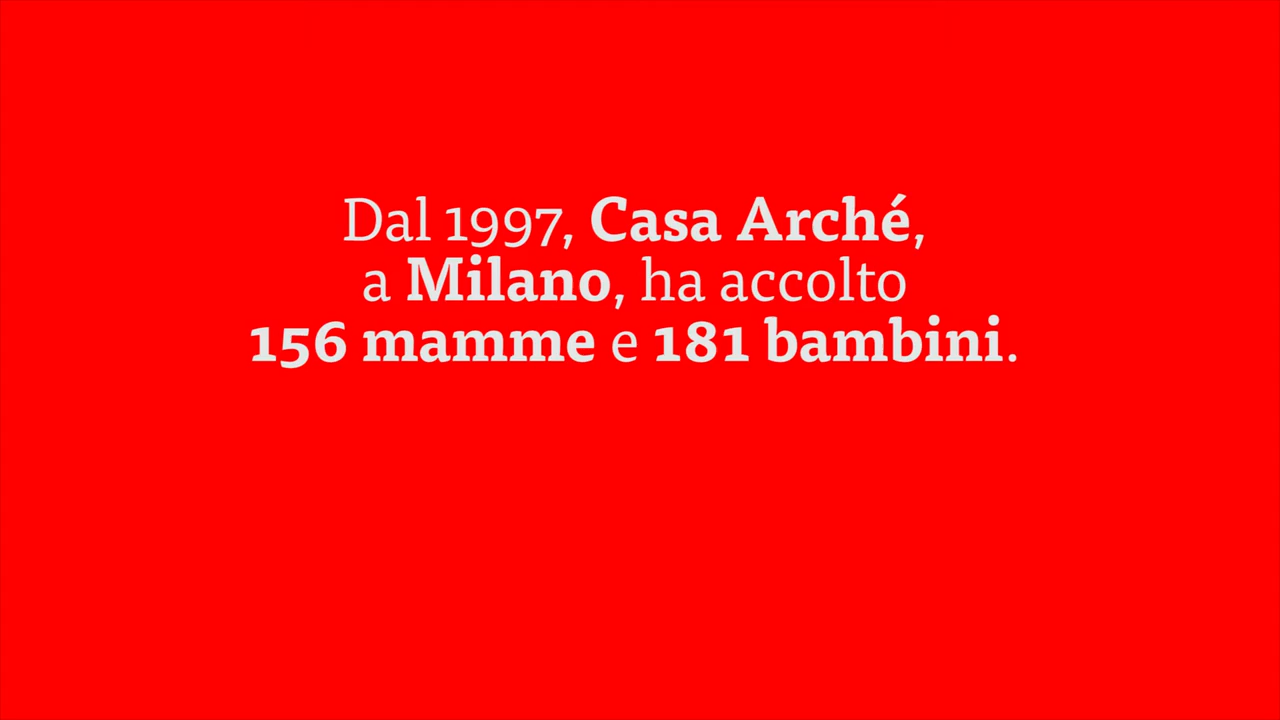 Dal 1997, Casa Arché,
a Milano, ha accolto
156 mamme e 181 bambini.